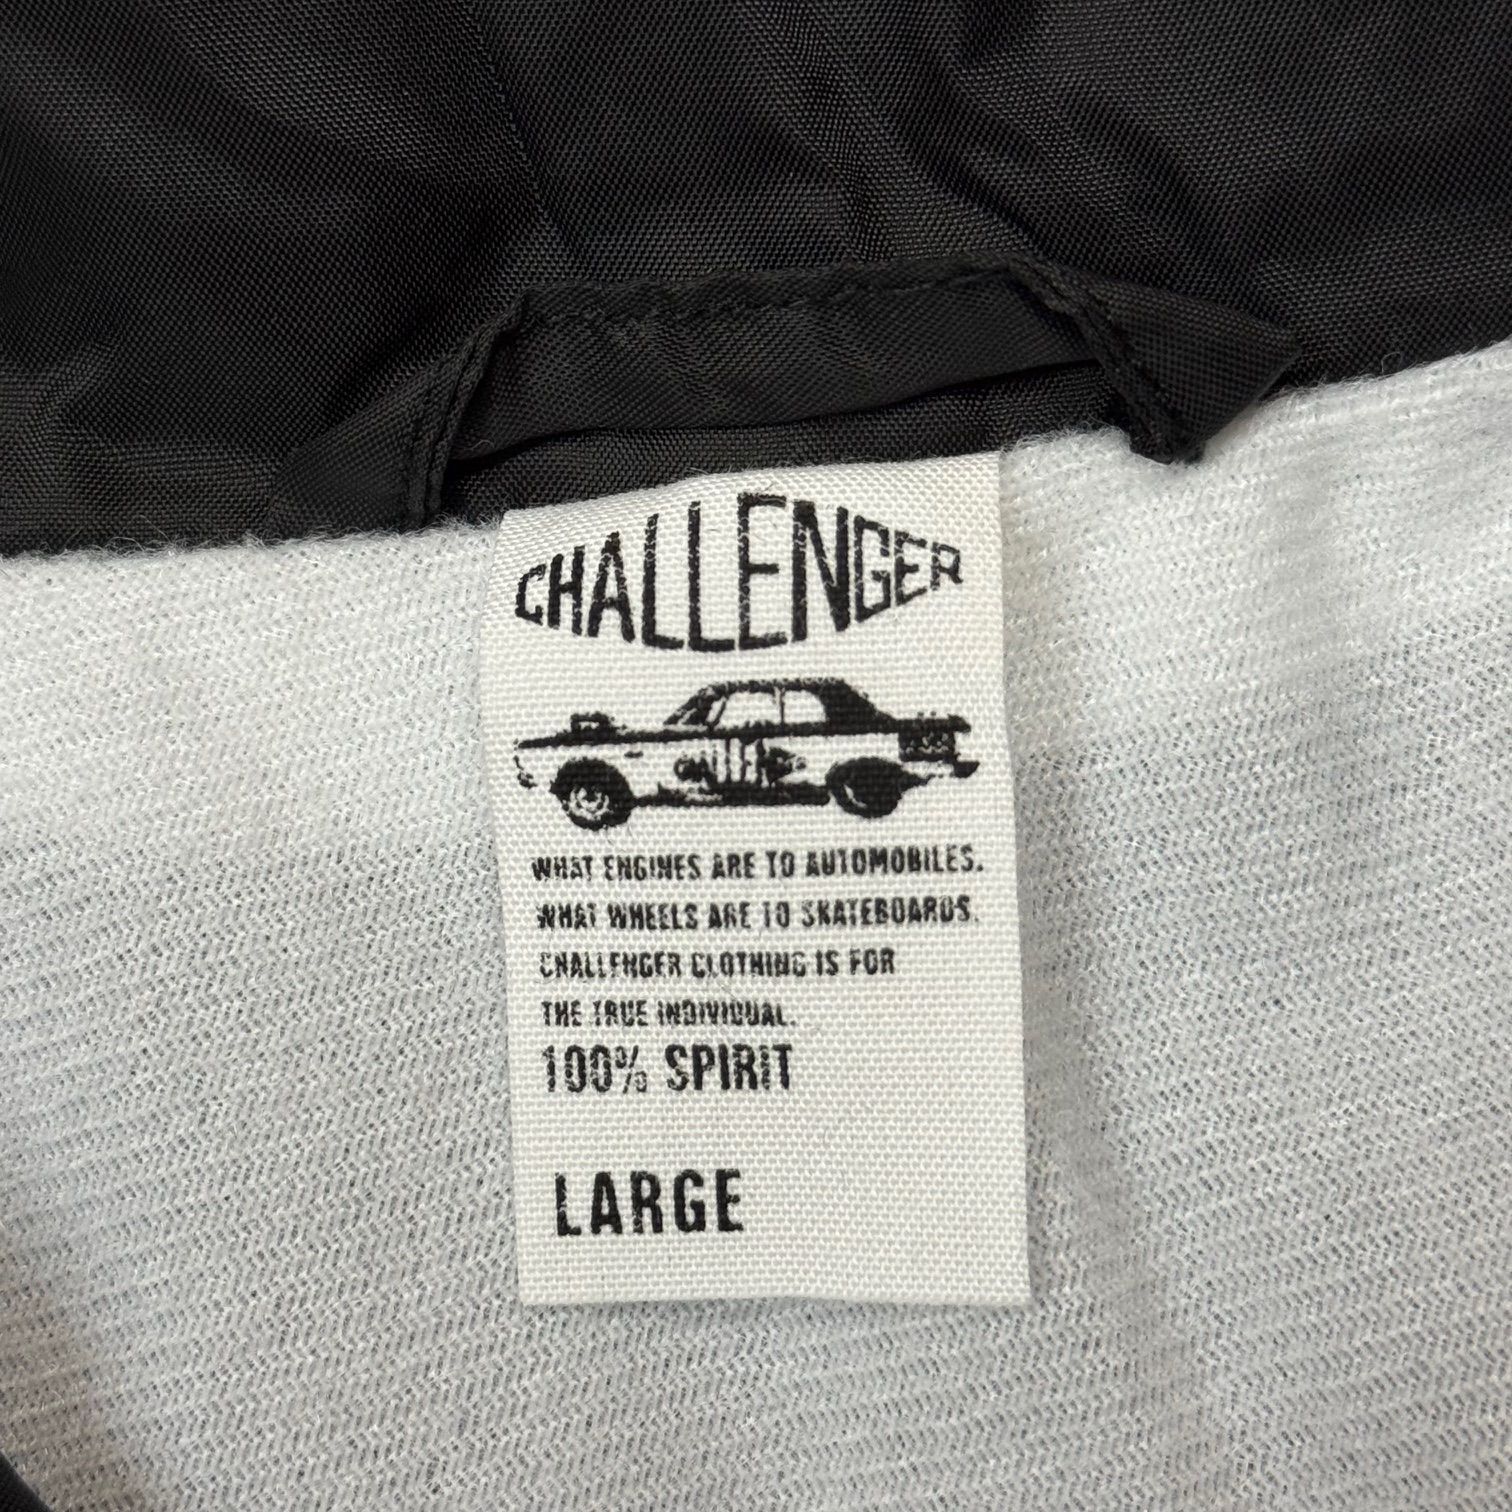 CHALLENGER
CHALLENGER
WHAT ENGINES ARE TO AUTOMOBILES.
WHAT WHEELS ARE TO SKATEBOARDS.
CHALLENGER CLOTHING IS FOR
THE TRUE INDIVIDUAL.
100% SPIRIT
LARGE